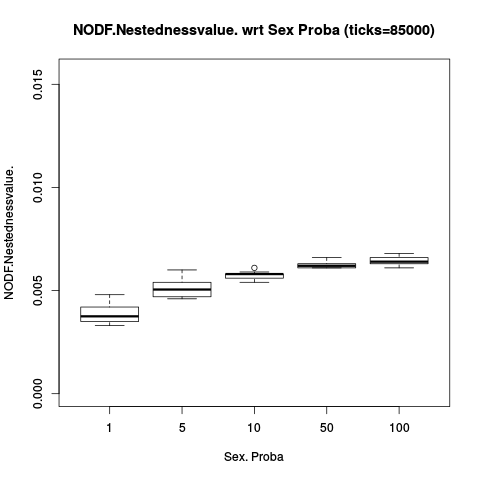 NODF.Nestednessvalue. wrt Sex Proba (ticks=85000)
NODF.Nestednessvalue.
0.015
0.010
0.005
0.000
1 5 10 50 100
Sex. Proba